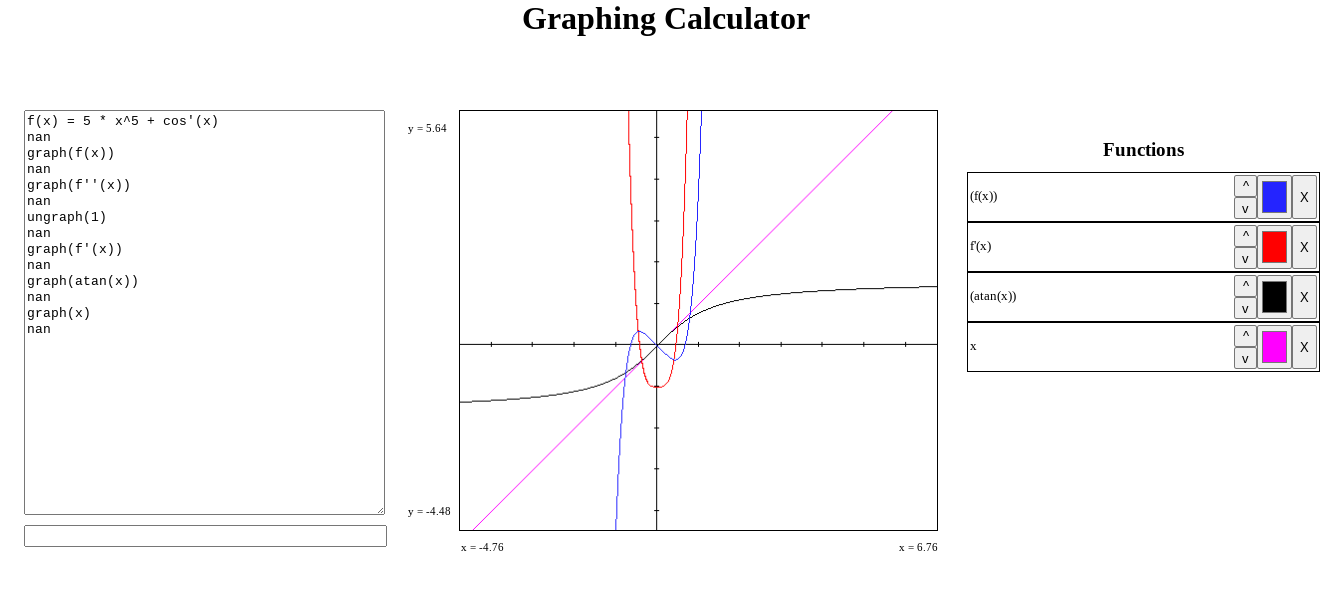 Graphing Calculator
f(x) = 5 * x^5 + cos'(x)
nan
graph(f(x))
nan
graph(f''(x))
nan
ungraph(1)
nan
graph(f'(x))
nan
graph(atan(x))
nan
graph(x)
nan
y = 5.64
y = -4.48
x = -4.76
x = 6.76
Functions
(f(x))
^
v
X
f'(x)
^
v
X
(atan(x))
^
v
X
x
^
v
X